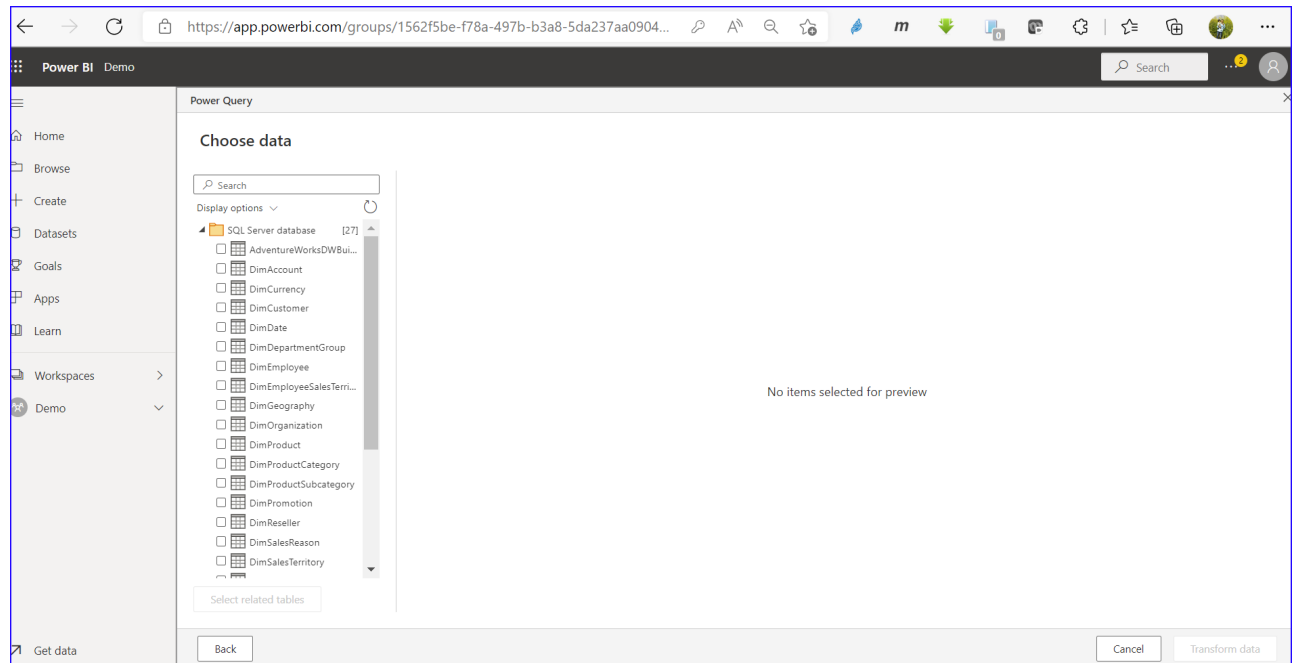 https://app.powerbi.com/groups/1562f5be-f78a-497b-b3a8-5da237aa0904...
Power BI Demo
Search
...2
Power Query
Choose data
Home
Browse
Create
Datasets
Goals
Apps
Learn
Workspaces
Demo
Get data
Search
Display options
SQL Server database [27]
AdventureWorksDWBui...
DimAccount
DimCurrency
DimCustomer
DimDate
DimDepartmentGroup
DimEmployee
DimEmployeeSalesTerri...
DimGeography
DimOrganization
DimProduct
DimProductCategory
DimProductSubcategory
DimPromotion
DimReseller
DimSalesReason
DimSalesTerritory
Select related tables
No items selected for preview
Back
Cancel
Transform data